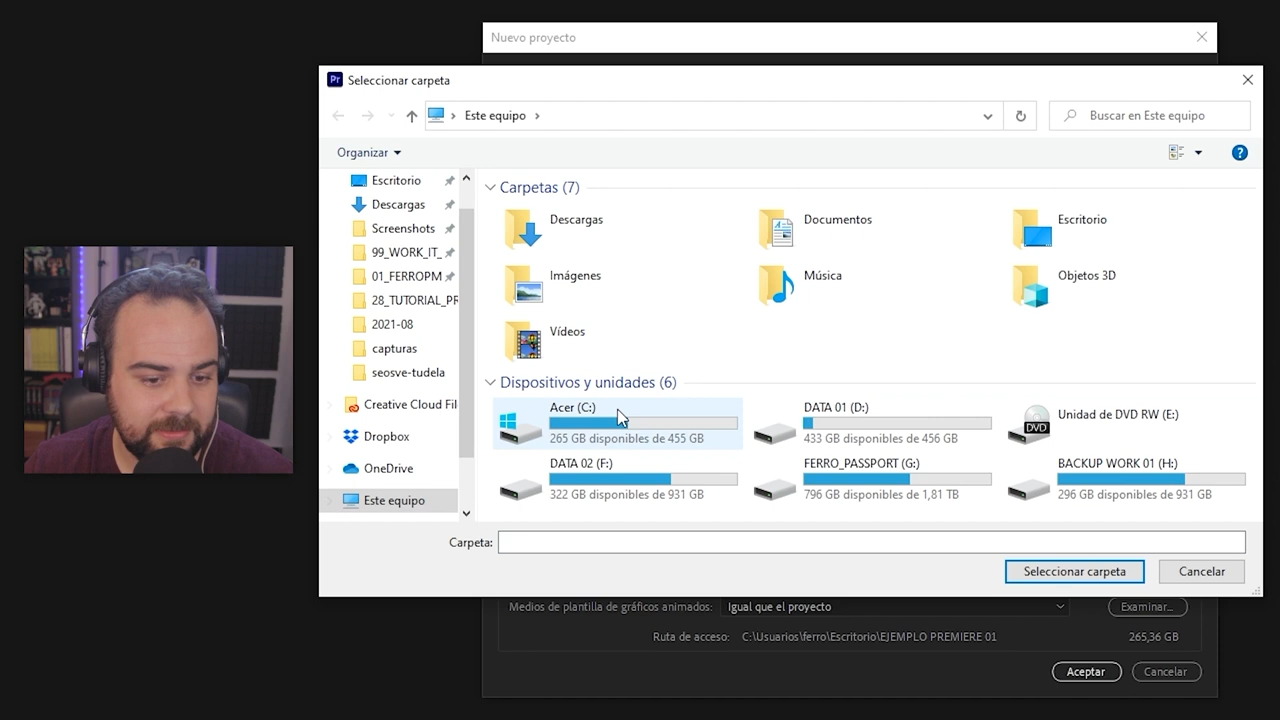 Nuevo proyecto
Pr Seleccionar carpeta
Este equipo
Buscar en Este equipo
Organizar
Escritorio
Descargas
Screenshots
99_WORK_IT_
01_FERROPM
28_TUTORIAL_PR
2021-08
capturas
seosve-tudela
Creative Cloud Fil
Dropbox
OneDrive
Este equipo
Carpetas (7)
Descargas
Documentos
Escritorio
Imágenes
Música
Objetos 3D
Vídeos
Dispositivos y unidades (6)
Acer (C:)
265 GB disponibles de 455 GB
DATA 01 (D:)
433 GB disponibles de 456 GB
DVD
Unidad de DVD RW (E:)
DATA 02 (F:)
322 GB disponibles de 931 GB
FERRO_PASSPORT (G:)
796 GB disponibles de 1,81 TB
BACKUP WORK 01 (H:)
296 GB disponibles de 931 GB
Carpeta:
Seleccionar carpeta
Cancelar
Medios de plantilla de gráficos animados: Igual que el proyecto
Examinar...
Ruta de acceso: C:\Usuarios\ferro\Escritorio\EJEMPLO PREMIERE 01
265,36 GB
Aceptar
Cancelar